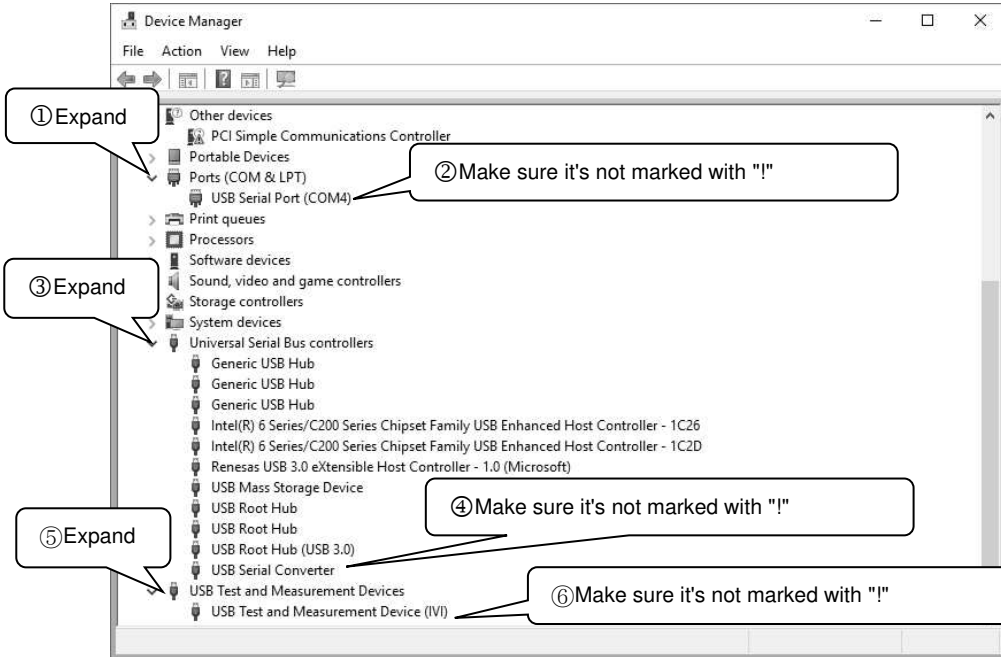 Device Manager
File Action View Help
①Expand
Other devices
PCI Simple Communications Controller
Portable Devices
Ports (COM & LPT)
②Make sure it's not marked with "!"
USB Serial Port (COM4)
Print queues
Processors
Software devices
③Expand
Sound, video and game controllers
Storage controllers
System devices
Universal Serial Bus controllers
Generic USB Hub
Generic USB Hub
Generic USB Hub
Intel(R) 6 Series/C200 Series Chipset Family USB Enhanced Host Controller - 1C26
Intel(R) 6 Series/C200 Series Chipset Family USB Enhanced Host Controller - 1C2D
Renesas USB 3.0 eXtensible Host Controller - 1.0 (Microsoft)
USB Mass Storage Device
④Make sure it's not marked with "!"
USB Root Hub
USB Root Hub
⑤Expand
USB Root Hub (USB 3.0)
USB Serial Converter
USB Test and Measurement Devices
⑥Make sure it's not marked with "!"
USB Test and Measurement Device (IVI)